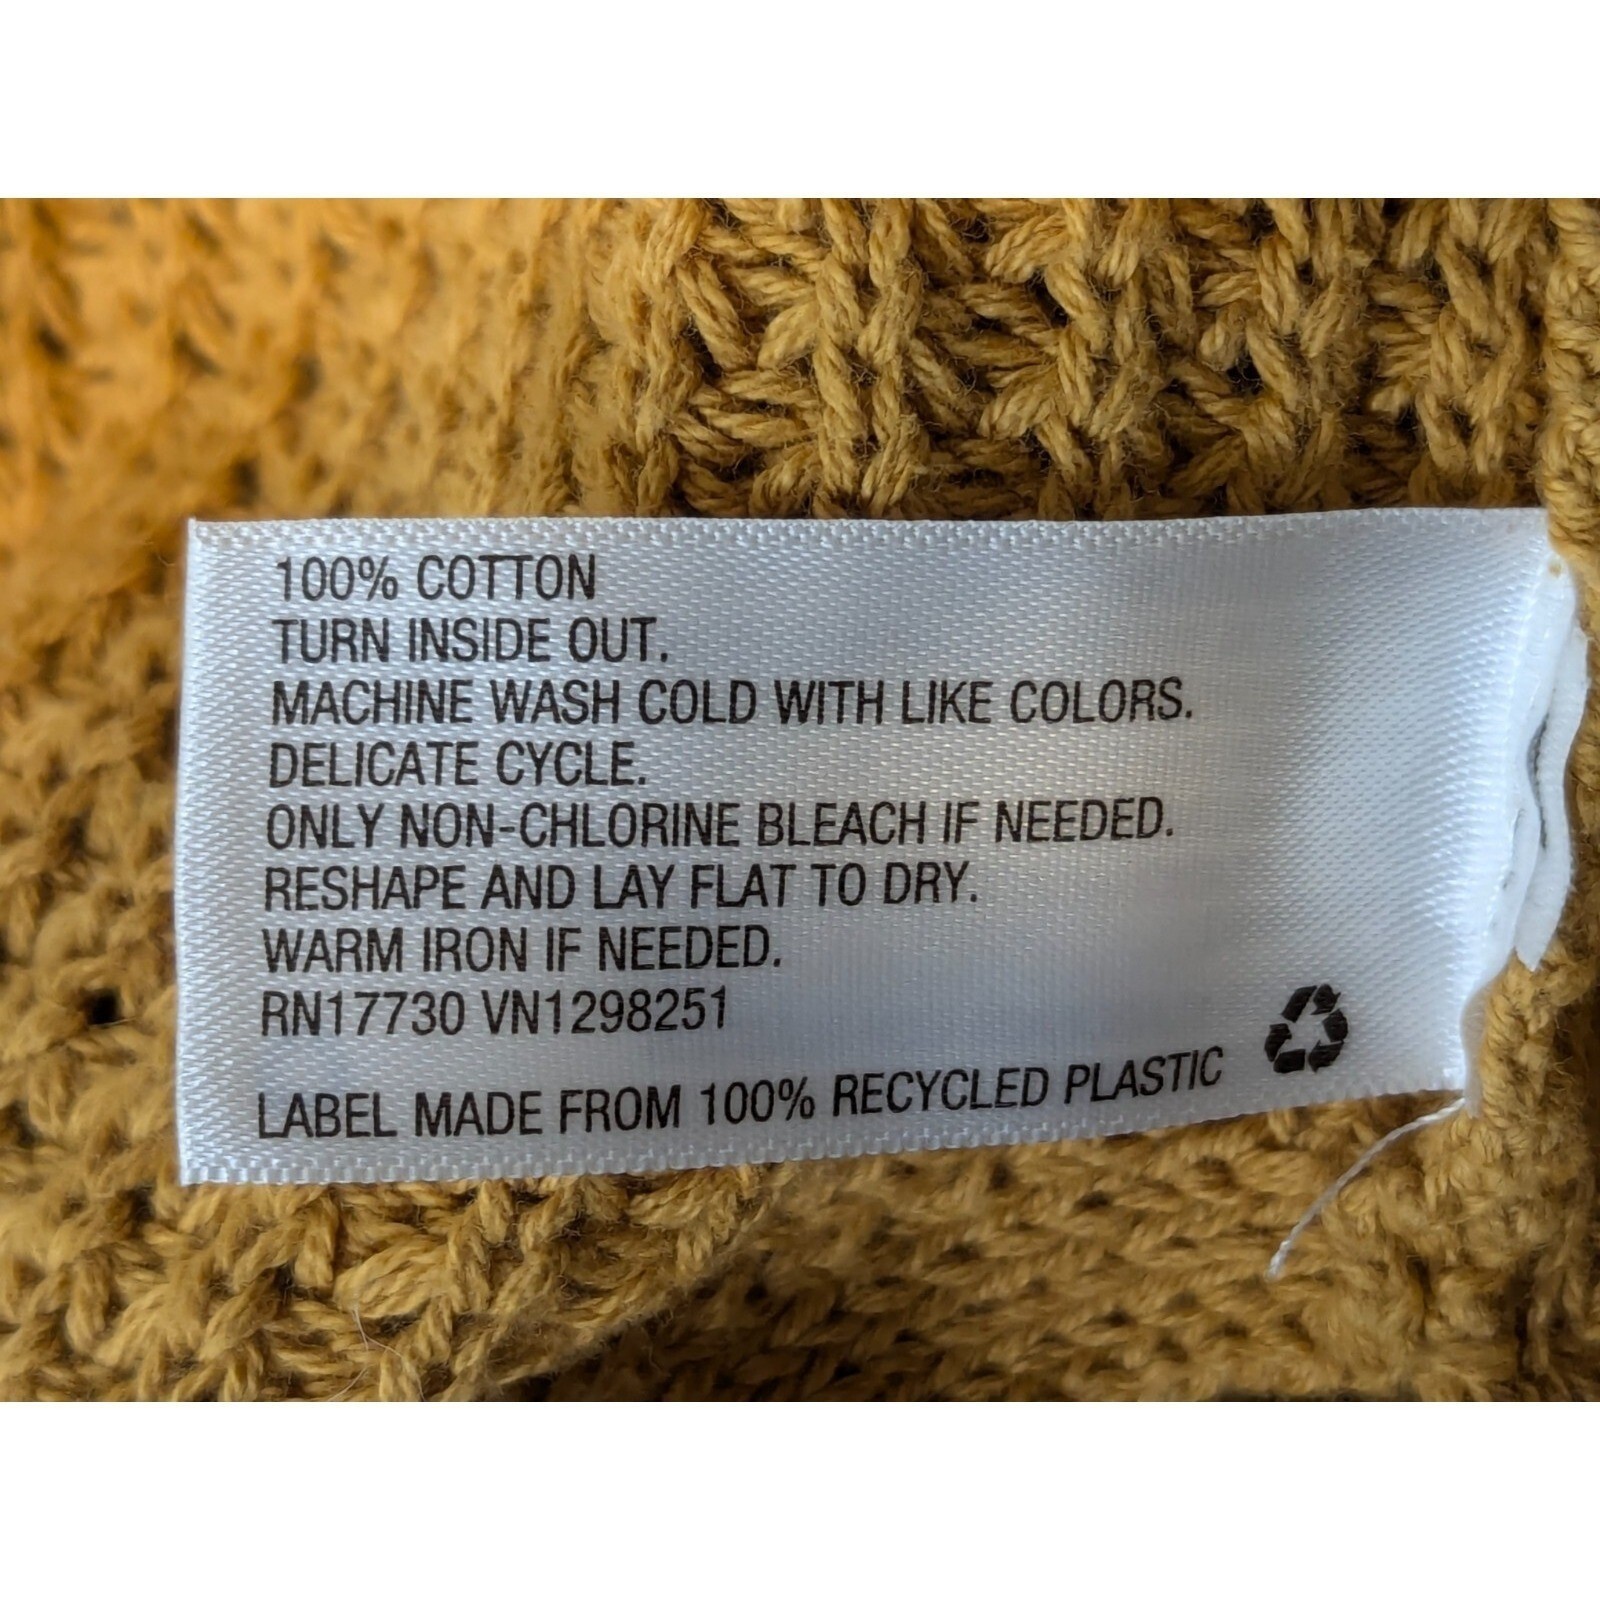 100% COTTON
TURN INSIDE OUT.
MACHINE WASH COLD WITH LIKE COLORS.
DELICATE CYCLE.
ONLY NON-CHLORINE BLEACH IF NEEDED.
RESHAPE AND LAY FLAT TO DRY.
WARM IRON IF NEEDED.
RN17730 VN1298251
LABEL MADE FROM 100% RECYCLED PLASTIC